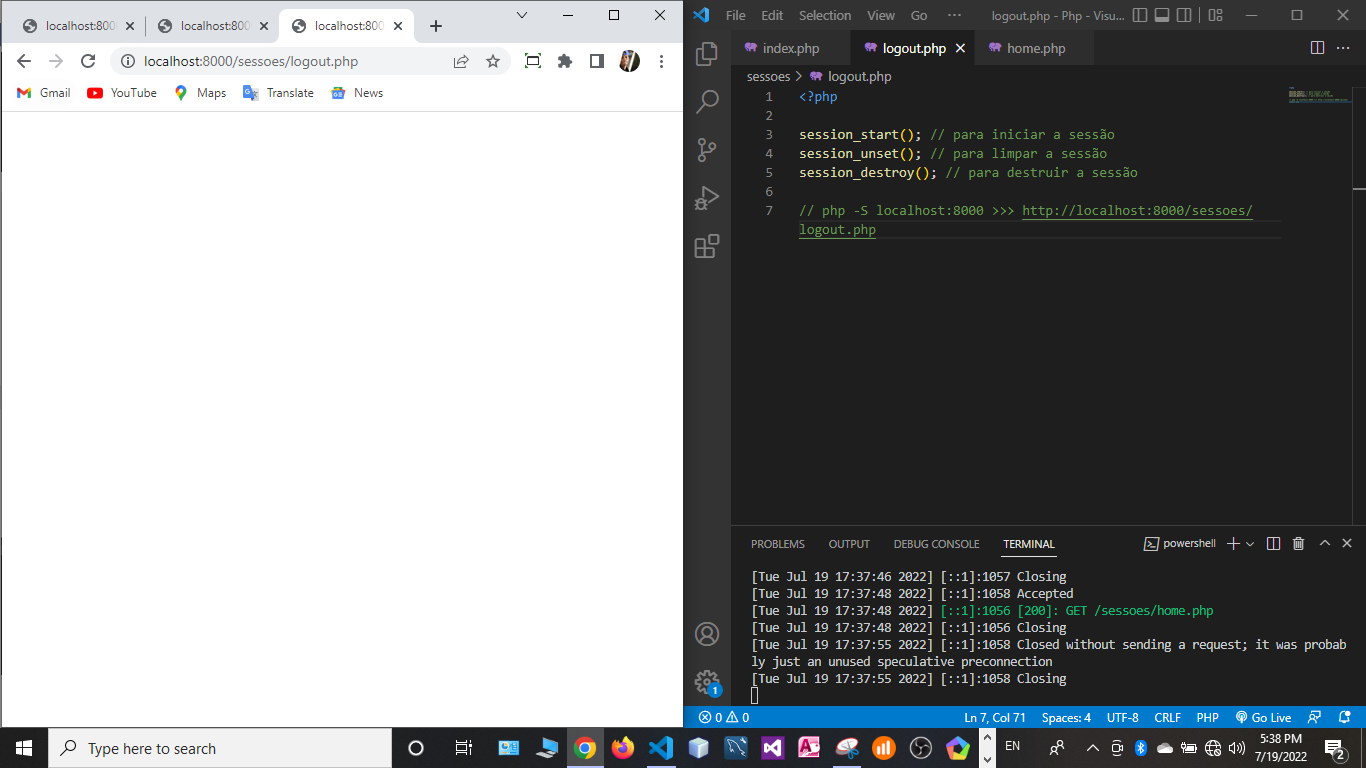 localhost:8000
localhost:8000
localhost:8000
localhost:8000/sessoes/logout.php
Gmail
YouTube
Maps
Translate
News
File
Edit
Selection
View
Go
logout.php - Php - Visu...
index.php
logout.php
home.php
sessoes > logout.php
1 <?php
2
3 session_start(); // para iniciar a sessão
4 session_unset(); // para limpar a sessão
5 session_destroy(); // para destruir a sessão
6
7 // php -S localhost:8000 >>> http://localhost:8000/sessoes/
logout.php
PROBLEMS
OUTPUT
DEBUG CONSOLE
TERMINAL
powershell
[Tue Jul 19 17:37:46 2022] [::1]:1057 Closing
[Tue Jul 19 17:37:48 2022] [::1]:1058 Accepted
[Tue Jul 19 17:37:48 2022] [::1]:1056 [200]: GET /sessoes/home.php
[Tue Jul 19 17:37:48 2022] [::1]:1056 Closing
[Tue Jul 19 17:37:55 2022] [::1]:1058 Closed without sending a request; it was probab
ly just an unused speculative preconnection
[Tue Jul 19 17:37:55 2022] [::1]:1058 Closing
1
0
0
Ln 7, Col 71
Spaces: 4
UTF-8
CRLF
PHP
Go Live
Type here to search
EN
5:38 PM
7/19/2022
2